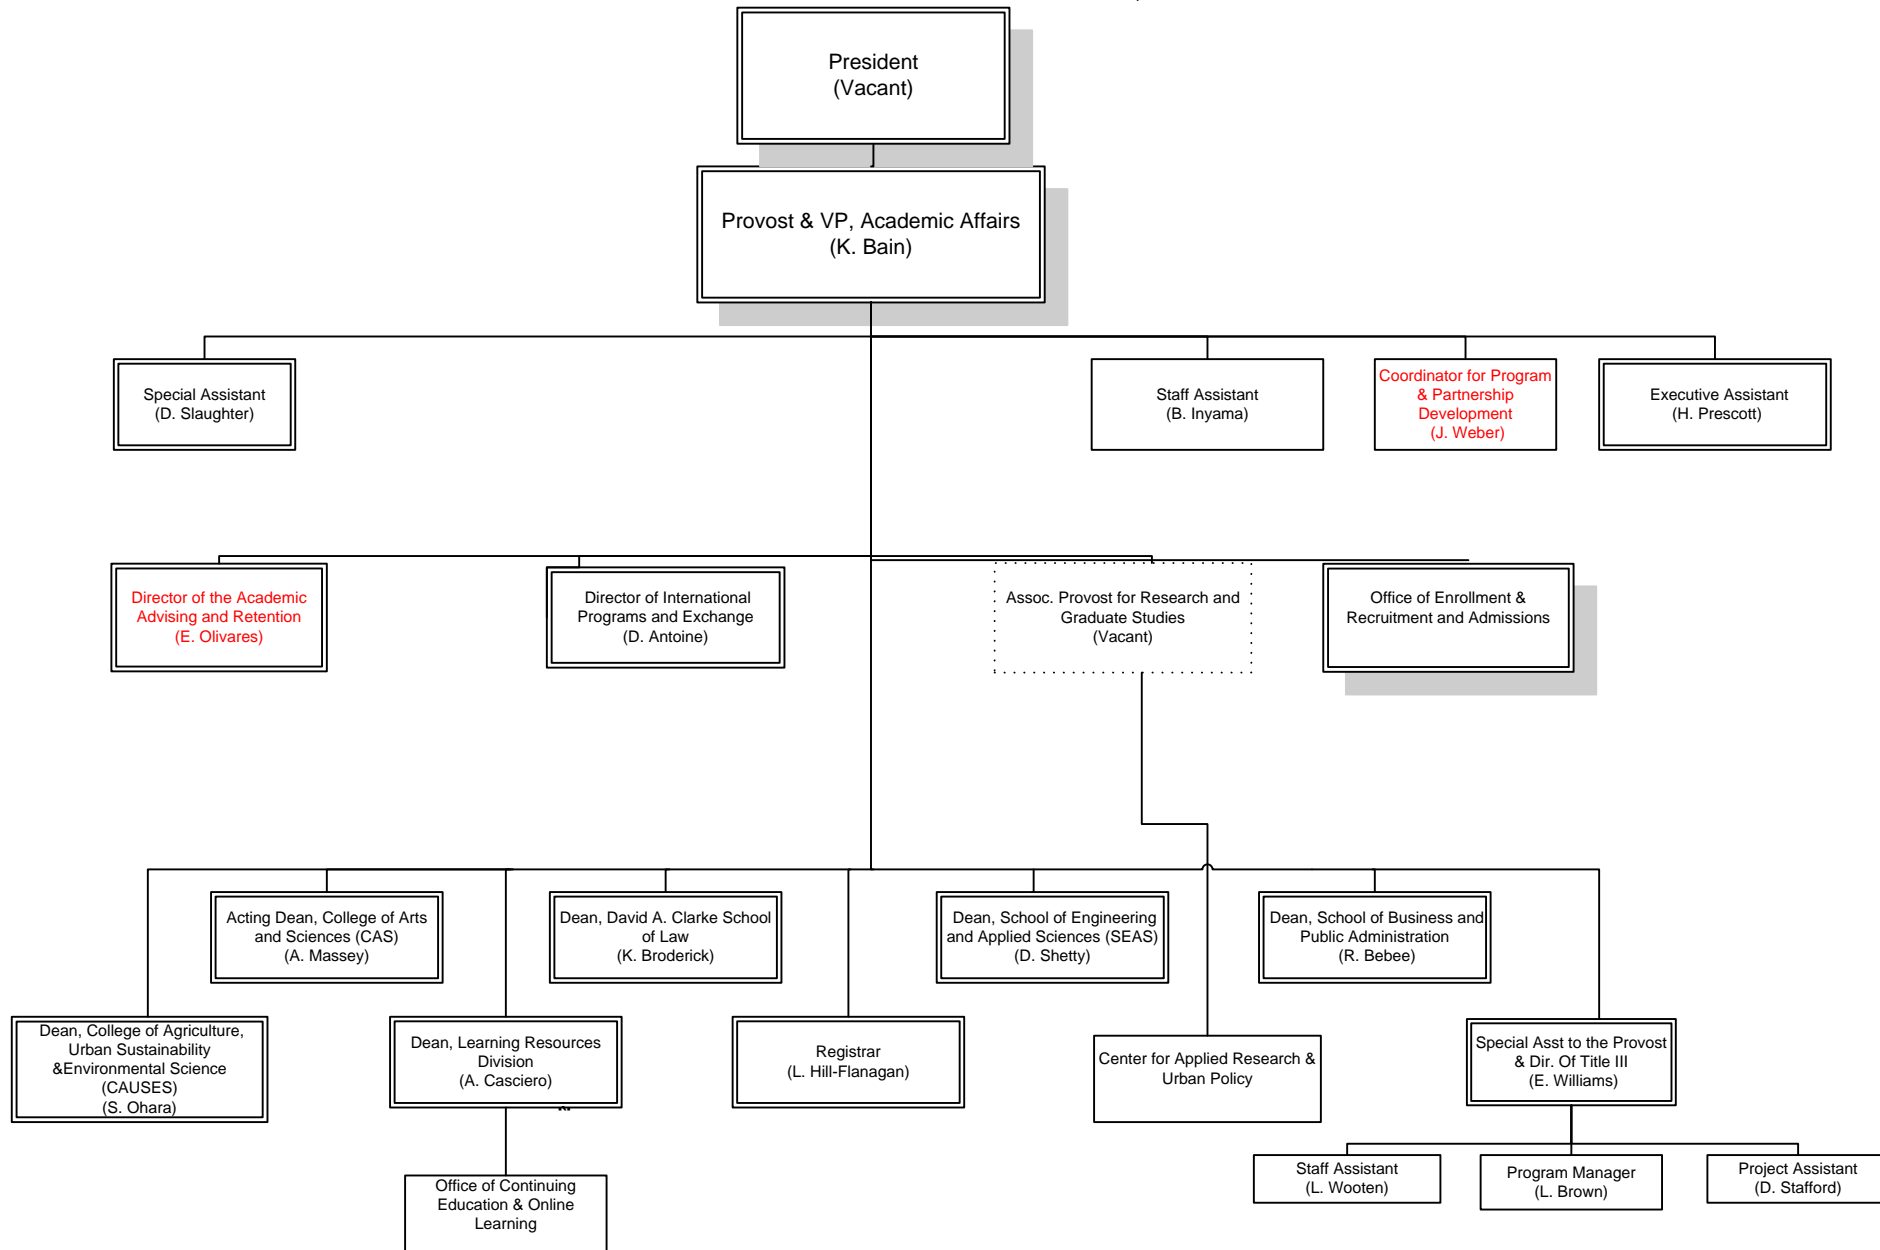 President
(Vacant)
Provost & VP, Academic Affairs
(K. Bain)
Special Assistant
(D. Slaughter)
Staff Assistant
(B. Inyama)
Coordinator for Program
& Partnership
Development
(J. Weber)
Executive Assistant
(H. Prescott)
Director of the Academic
Advising and Retention
(E. Olivares)
Director of International
Programs and Exchange
(D. Antoine)
Assoc. Provost for Research and
Graduate Studies
(Vacant)
Office of Enrollment &
Recruitment and Admissions
Acting Dean, College of Arts
and Sciences (CAS)
(A. Massey)
Dean, David A. Clarke School
of Law
(K. Broderick)
Dean, School of Engineering
and Applied Sciences (SEAS)
(D. Shetty)
Dean, School of Business and
Public Administration
(R. Bebee)
Dean, College of Agriculture,
Urban Sustainability
&Environmental Science
(CAUSES)
(S. Ohara)
Dean, Learning Resources
Division
(A. Casciero)
Registrar
(L. Hill-Flanagan)
Center for Applied Research &
Urban Policy
Special Asst to the Provost
& Dir. Of Title III
(E. Williams)
Staff Assistant
(L. Wooten)
Program Manager
(L. Brown)
Project Assistant
(D. Stafford)
Office of Continuing
Education & Online
Learning